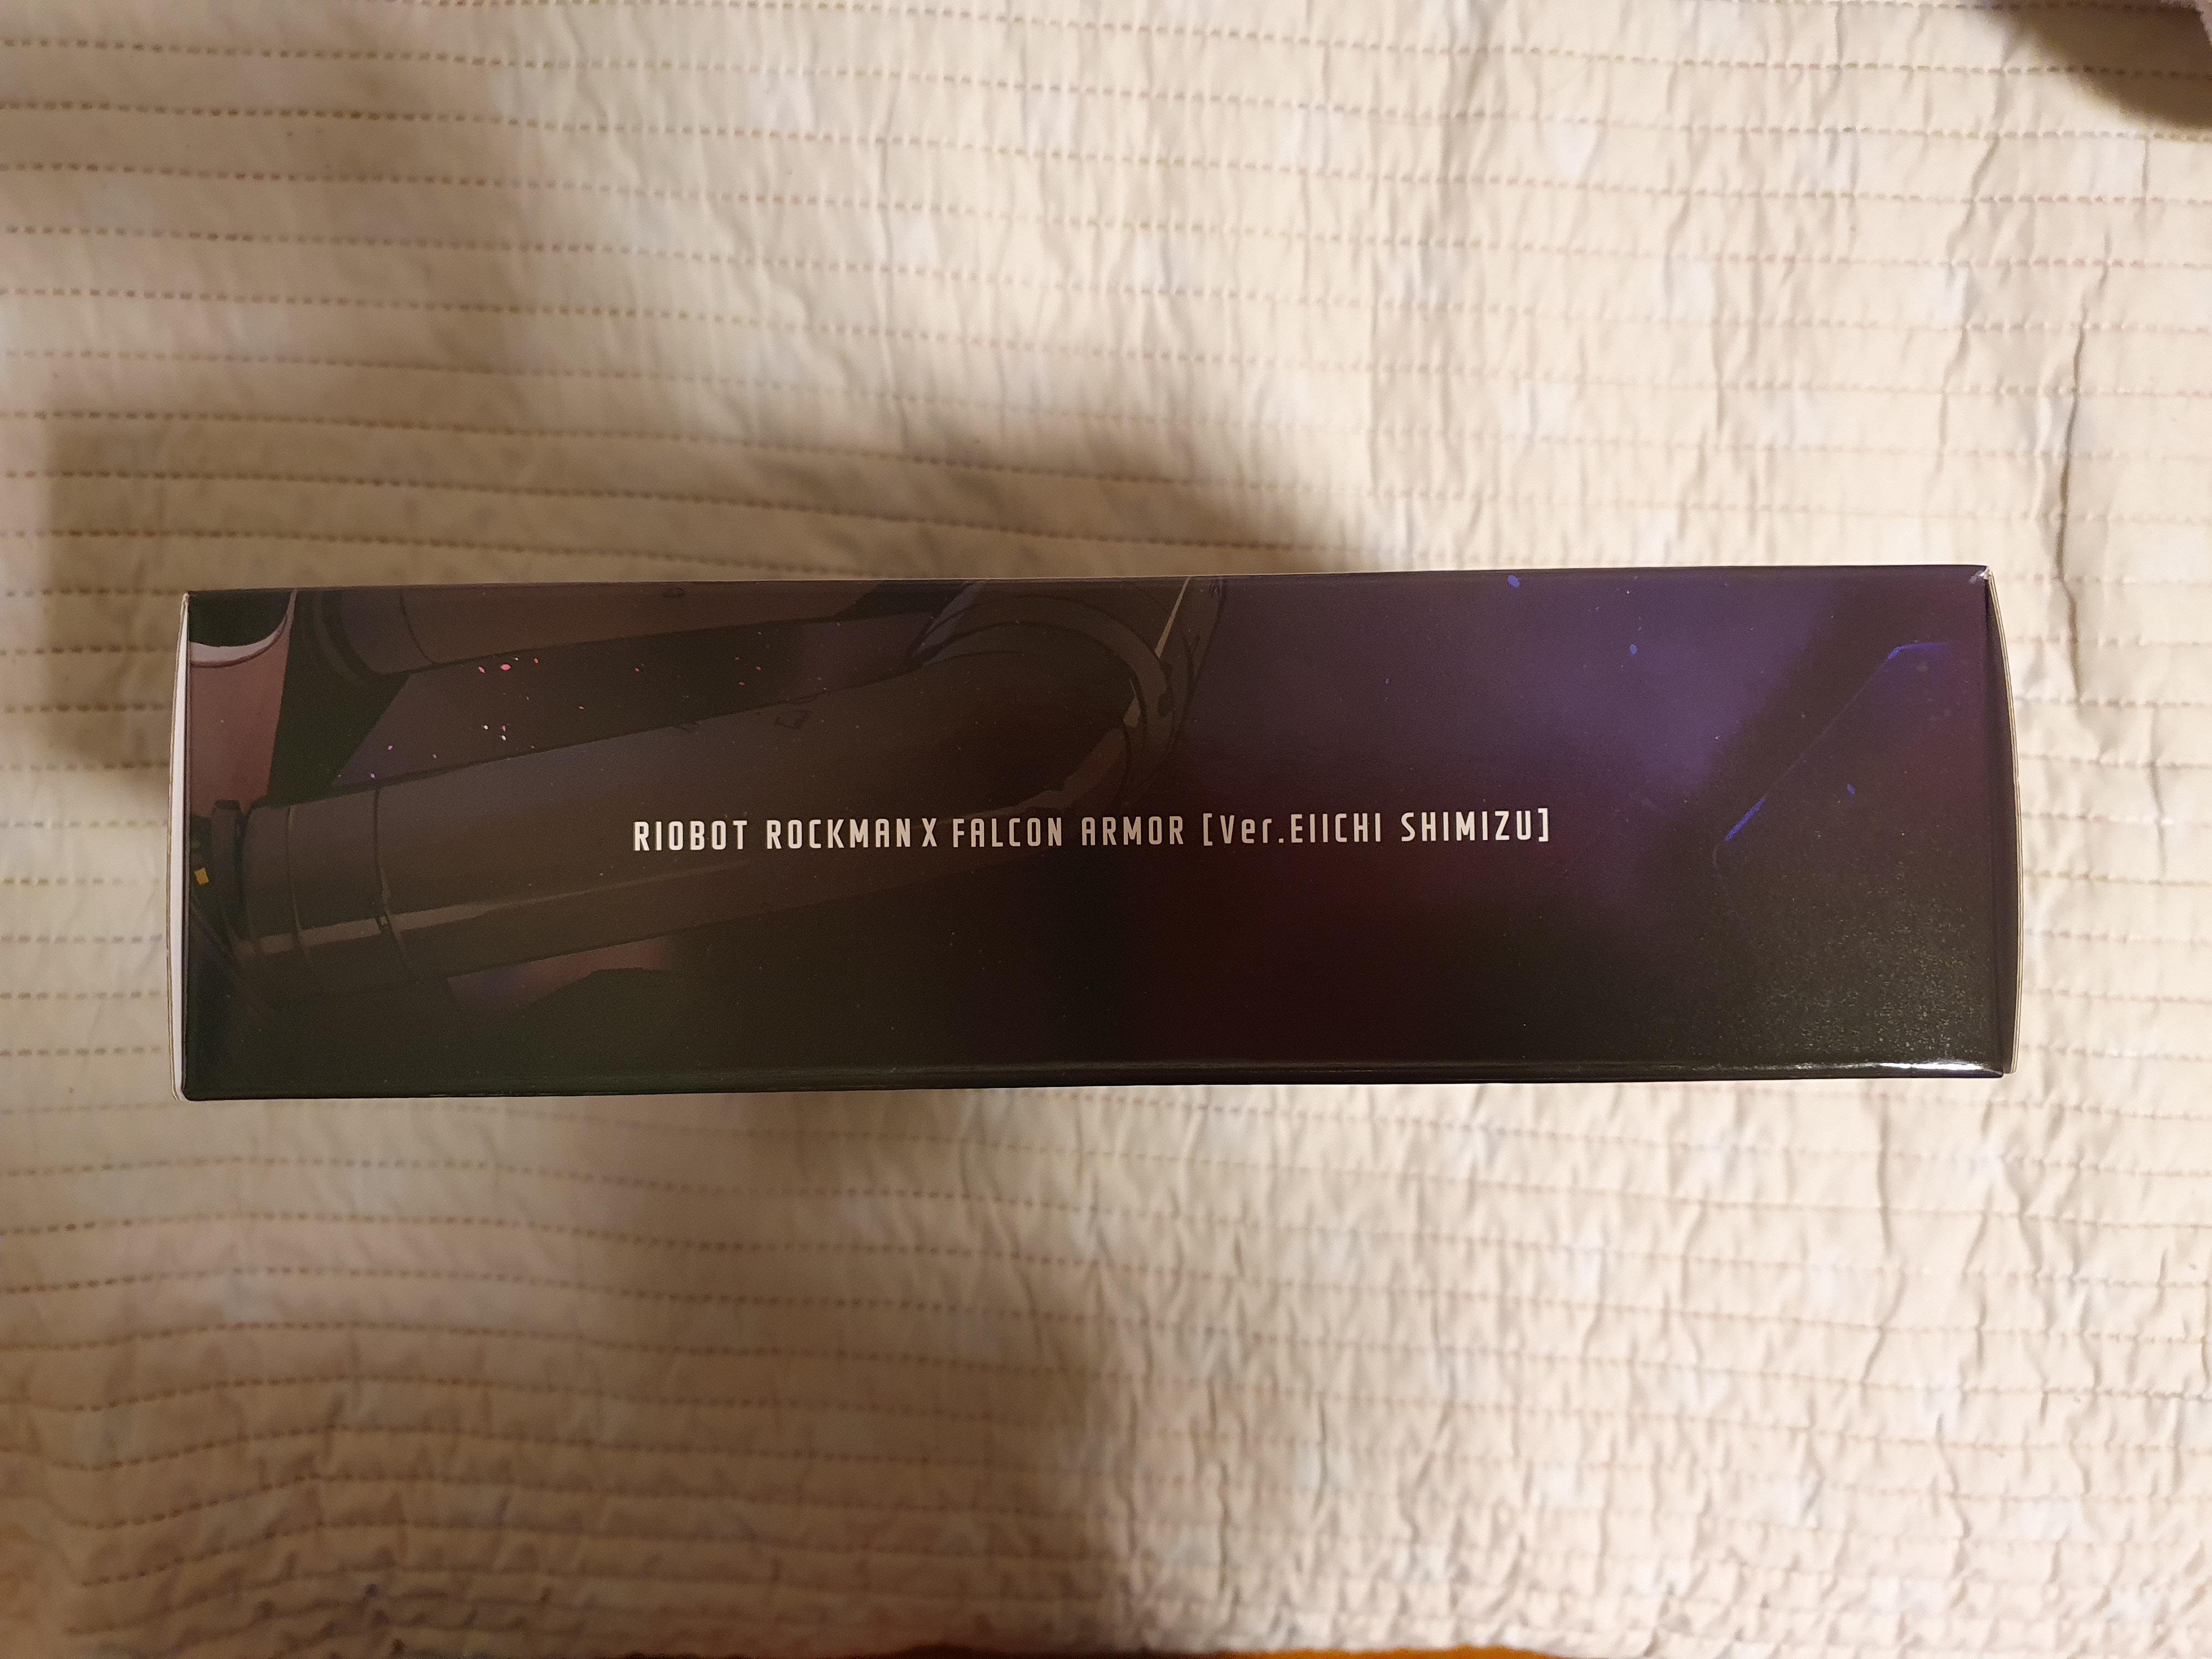 RIOBOT ROCKMAN X FALCON ARMOR [Ver.EIICHI SHIMIZU]